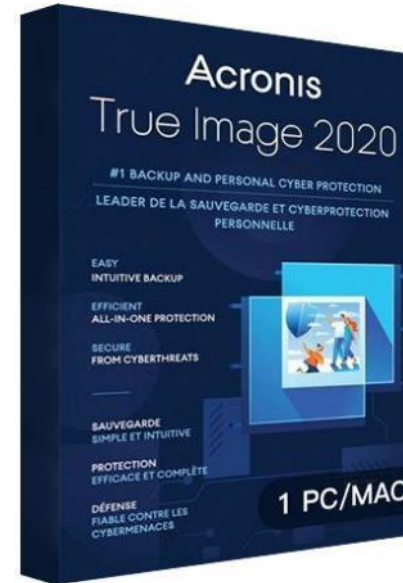 Acronis
True Image 2020
#1 BACKUP AND PERSONAL CYBER PROTECTION
LEADER DE LA SAUVEGARDE ET CYBERPROTECTION
PERSONNELLE
EASY
INTUITIVE BACKUP
EFFICIENT
ALL-IN-ONE PROTECTION
SECURE
FROM CYBERTHREATS
SAUVEGARDE
SIMPLE ET INTUITIVE
PROTECTION
EFFICACE ET COMPLÈTE
DÉFENSE
FIABLE CONTRE LES
CYBERMENACES
1 PC/MAC